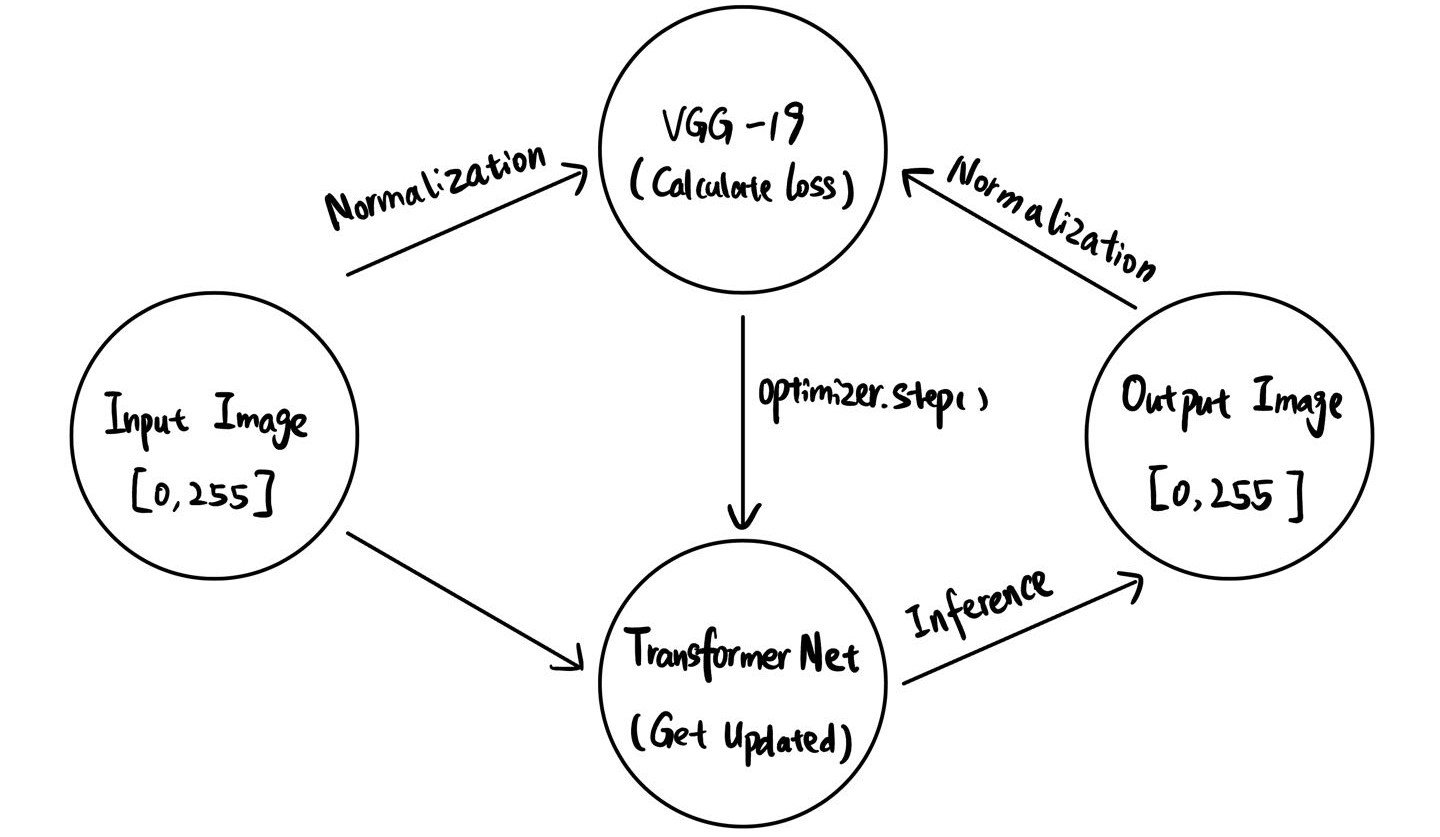 VGG-19
(Calculate loss)
Normalization
Normalization
Input Image
[0,255]
optimizer.step()
Output Image
[0,255]
Inference
Transformer Net
(Get Updated)